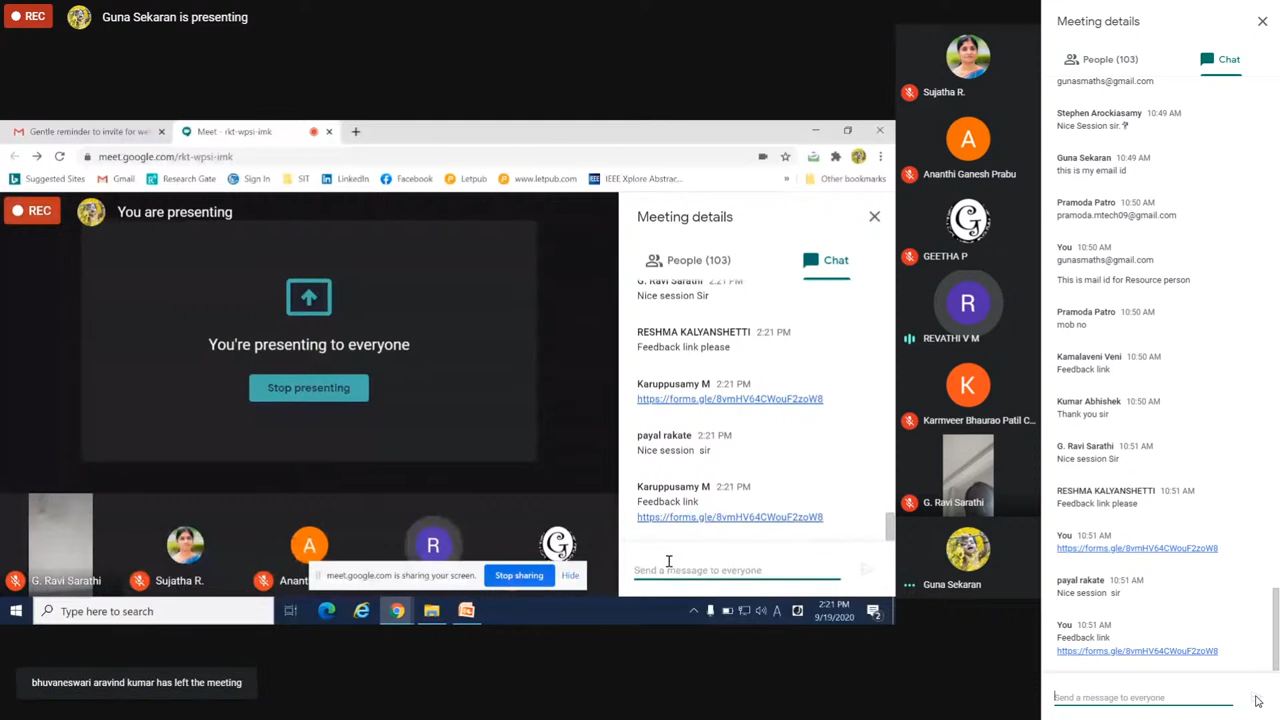 REC
Guna Sekaran is presenting
Gentle reminder to invite for we
Meet - rkt-wpsi-imk
meet.google.com/rkt-wpsi-imk
Suggested Sites
Gmail
Research Gate
Sign In
SIT
LinkedIn
Facebook
Letpub
www.letpub.com
IEEE Xplore Abstrac...
»
Other bookmarks
REC
You are presenting
You're presenting to everyone
Stop presenting
Meeting details
People (103)
Chat
G. Ravi Sarathi 2:21 PM
Nice session Sir
RESHMA KALYANSHETTI 2:21 PM
Feedback link please
Karuppusamy M 2:21 PM
https://forms.gle/8vmHV64CWouF2zoW8
payal rakate 2:21 PM
Nice session sir
Karuppusamy M 2:21 PM
Feedback link
https://forms.gle/8vmHV64CWouF2zoW8
Send a message to everyone
G. Ravi Sarathi
Sujatha R.
A
Anant
R
G
meet.google.com is sharing your screen.
Stop sharing
Hide
Type here to search
A
2:21 PM
9/19/2020
2
bhuvaneswari aravind kumar has left the meeting
Sujatha R.
A
Ananthi Ganesh Prabu
G
GEETHA P
R
REVATHI V M
K
Karmveer Bhaurao Patil C...
G. Ravi Sarathi
Guna Sekaran
Meeting details
People (103)
Chat
gunasmaths@gmail.com
Stephen Arockiasamy 10:49 AM
Nice Session sir.
Guna Sekaran 10:49 AM
this is my email id
Pramoda Patro 10:50 AM
pramoda.mtech09@gmail.com
You 10:50 AM
gunasmaths@gmail.com
This is mail id for Resource person
Pramoda Patro 10:50 AM
mob no
Kamalaveni Veni 10:50 AM
Feedback link
Kumar Abhishek 10:50 AM
Thank you sir
G. Ravi Sarathi 10:51 AM
Nice session Sir
RESHMA KALYANSHETTI 10:51 AM
Feedback link please
You 10:51 AM
https://forms.gle/8vmHV64CWouF2zoW8
payal rakate 10:51 AM
Nice session sir
You 10:51 AM
Feedback link
https://forms.gle/8vmHV64CWouF2zoW8
Send a message to everyone